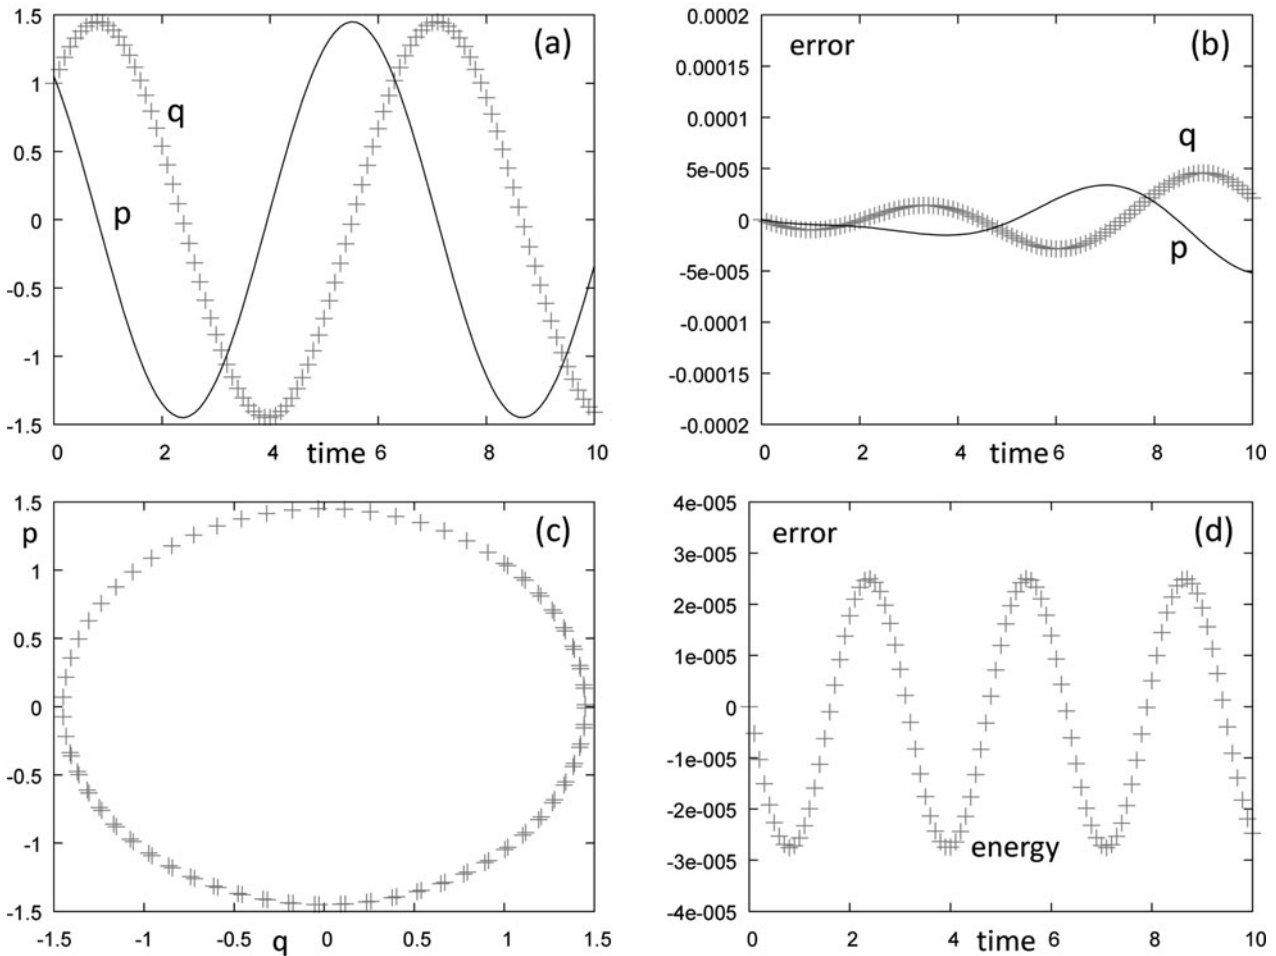 1.5
(a)
1
q
0.5
0
p
-0.5
-1
-1.5
0 2 4 time 6 8 10
0.0002
error (b)
0.00015
0.0001
q
5e-005
0
p
-5e-005
-0.0001
-0.00015
-0.0002
0 2 4 time 6 8 10
1.5
p (c)
1
0.5
0
-0.5
-1
-1.5
-1.5 -1 -0.5 q 0 0.5 1 1.5
4e-005
error (d)
3e-005
2e-005
1e-005
0
-1e-005
-2e-005
energy
-3e-005
-4e-005
0 2 4 time 6 8 10